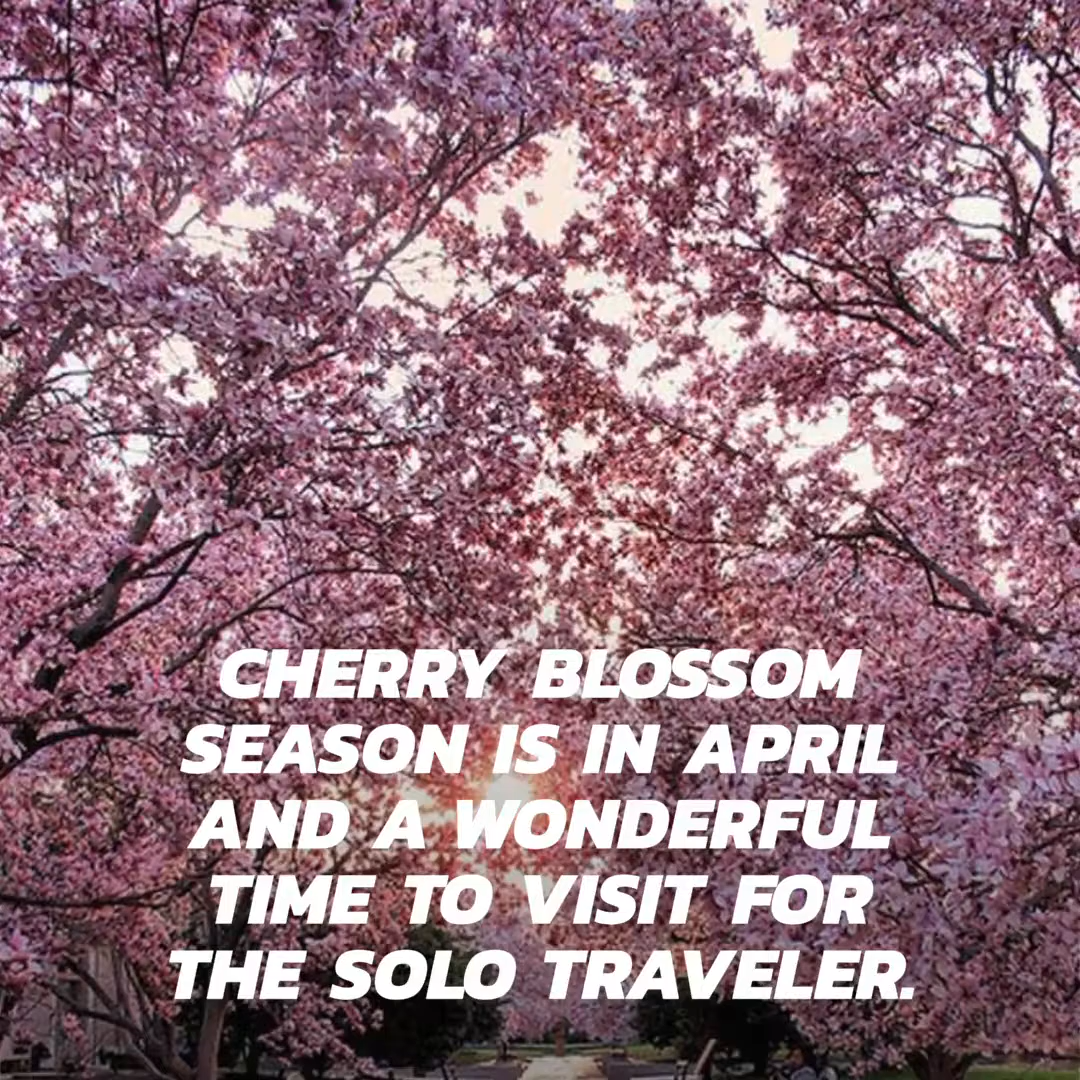 CHERRY BLOSSOM
SEASON IS IN APRIL
AND A WONDERFUL
TIME TO VISIT FOR
THE SOLO TRAVELER.